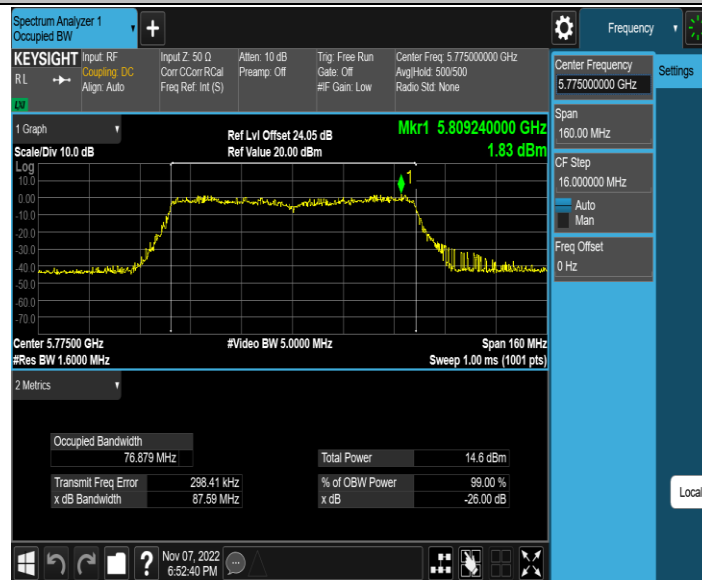 Spectrum Analyzer 1
Occupied BW
+
Frequency
KEYSIGHT
RL
LXI
Input: RF
Coupling: DC
Align: Auto
Input Z: 50 Ω
Corr CCorr RCal
Freq Ref: Int (S)
Atten: 10 dB
Preamp: Off
Trig: Free Run
Gate: Off
#IF Gain: Low
Center Freq: 5.775000000 GHz
Avg|Hold: 500/500
Radio Std: None
Center Frequency
5.775000000 GHz
Settings
Span
160.00 MHz
CF Step
16.000000 MHz
Auto
Man
Freq Offset
0 Hz
1 Graph
Scale/Div 10.0 dB
Ref Lvl Offset 24.05 dB
Ref Value 20.00 dBm
Mkr1 5.809240000 GHz
1.83 dBm
Log
10.0
0.00
-10.0
-20.0
-30.0
-40.0
-50.0
-60.0
-70.0
1
Center 5.77500 GHz
#Res BW 1.6000 MHz
#Video BW 5.0000 MHz
Span 160 MHz
Sweep 1.00 ms (1001 pts)
2 Metrics
Occupied Bandwidth
76.879 MHz
Total Power 14.6 dBm
Transmit Freq Error 298.41 kHz
% of OBW Power 99.00 %
x dB Bandwidth 87.59 MHz
x dB -26.00 dB
Local
?
Nov 07, 2022
6:52:40 PM